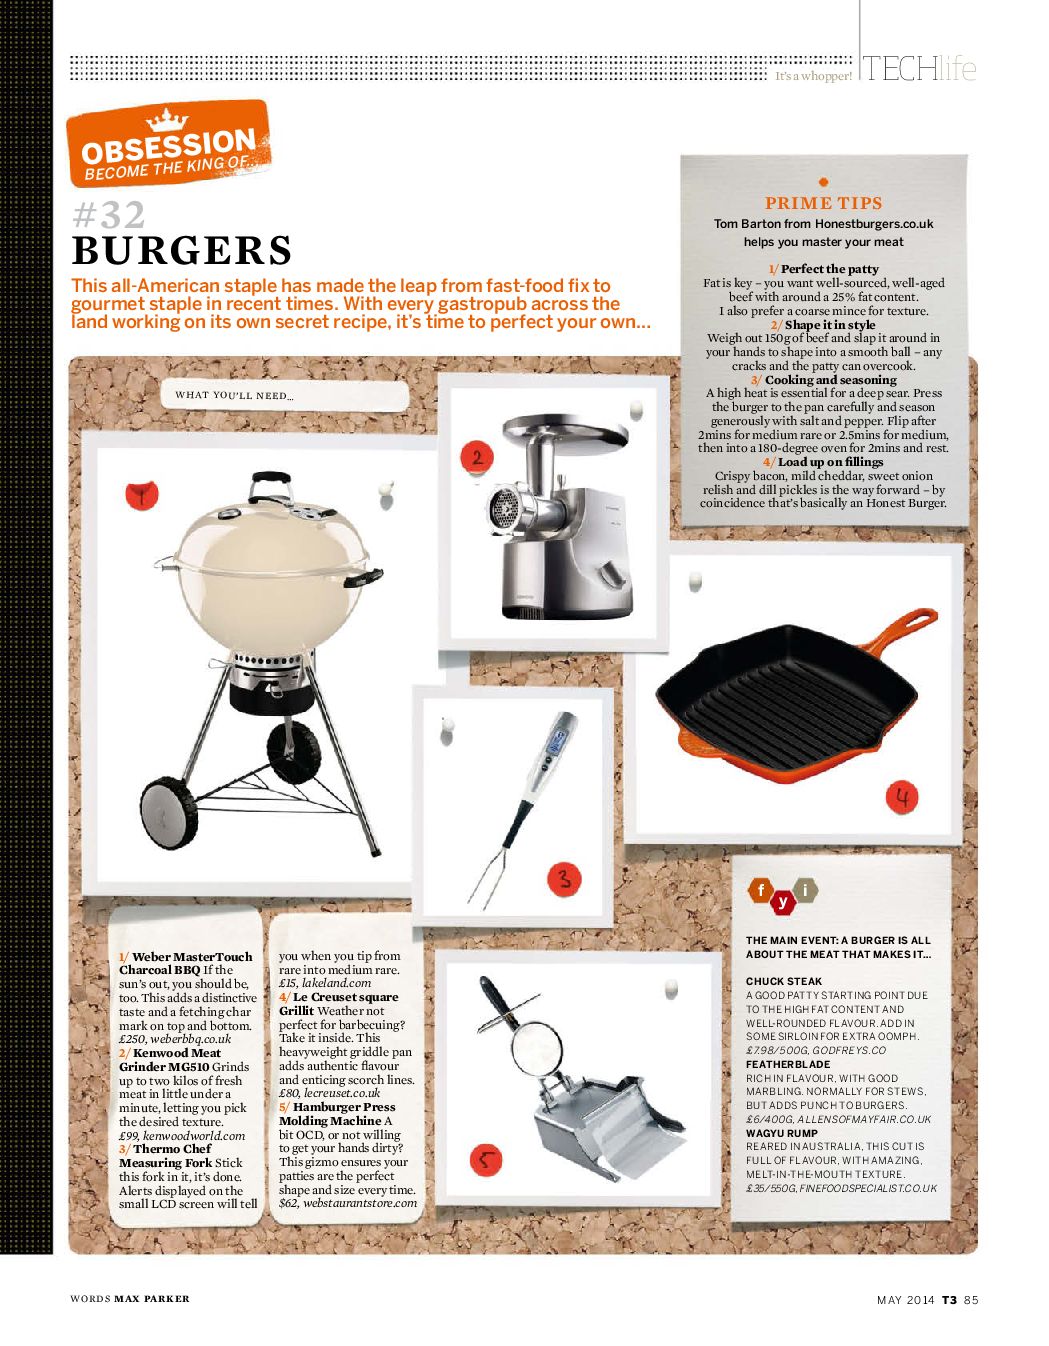 It's a whopper!
TECHlife
OBSESSION
BECOME THE KING OF...
#32
BURGERS
This all-American staple has made the leap from fast-food fix to
gourmet staple in recent times. With every gastropub across the
land working on its own secret recipe, it's time to perfect your own...
PRIME TIPS
Tom Barton from Honestburgers.co.uk
helps you master your meat
1/ Perfect the patty
Fat is key – you want well-sourced, well-aged
beef with around a 25% fat content.
I also prefer a coarse mince for texture.
2/ Shape it in style
Weigh out 150g of beef and slap it around in
your hands to shape into a smooth ball – any
cracks and the patty can overcook.
3/ Cooking and seasoning
A high heat is essential for a deep sear. Press
the burger to the pan carefully and season
generously with salt and pepper. Flip after
2mins for medium rare or 2.5mins for medium,
then into a 180-degree oven for 2mins and rest.
4/ Load up on fillings
Crispy bacon, mild cheddar, sweet onion
relish and dill pickles is the way forward – by
coincidence that's basically an Honest Burger.
WHAT YOU'LL NEED...
1
2
3
4
5
1/ Weber MasterTouch
Charcoal BBQ If the
sun's out, you should be,
too. This adds a distinctive
taste and a fetching char
mark on top and bottom.
£250, weberbbq.co.uk
2/ Kenwood Meat
Grinder MG510 Grinds
up to two kilos of fresh
meat in little under a
minute, letting you pick
the desired texture.
£99, kenwoodworld.com
3/ Thermo Chef
Measuring Fork Stick
this fork in it, it's done.
Alerts displayed on the
small LCD screen will tell
you when you tip from
rare into medium rare.
£15, lakeland.com
4/ Le Creuset square
Grillit Weather not
perfect for barbecuing?
Take it inside. This
heavyweight griddle pan
adds authentic flavour
and enticing scorch lines.
£80, lecreuset.co.uk
5/ Hamburger Press
Molding Machine A
bit OCD, or not willing
to get your hands dirty?
This gizmo ensures your
patties are the perfect
shape and size every time.
$62, webstaurantstore.com
fyi
THE MAIN EVENT: A BURGER IS ALL
ABOUT THE MEAT THAT MAKES IT...
CHUCK STEAK
A GOOD PATTY STARTING POINT DUE
TO THE HIGH FAT CONTENT AND
WELL-ROUNDED FLAVOUR. ADD IN
SOME SIRLOIN FOR EXTRA OOMPH.
£7.98/500G, GODFREYS.CO
FEATHERBLADE
RICH IN FLAVOUR, WITH GOOD
MARBLING. NORMALLY FOR STEWS,
BUT ADDS PUNCH TO BURGERS.
£6/400G, ALLENSOFMAYFAIR.CO.UK
WAGYU RUMP
REARED IN AUSTRALIA, THIS CUT IS
FULL OF FLAVOUR, WITH AMAZING,
MELT-IN-THE-MOUTH TEXTURE.
£35/550G, FINEFOODSPECIALIST.CO.UK
WORDS MAX PARKER
MAY 2014 T3 85